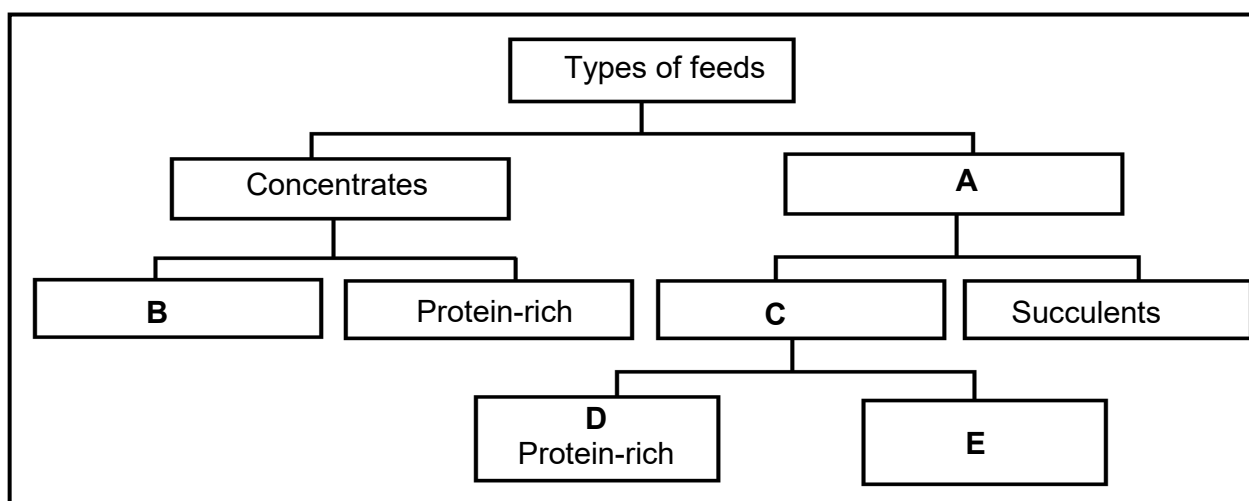 Types of feeds
Concentrates
A
B
Protein-rich
C
Succulents
D
Protein-rich
E